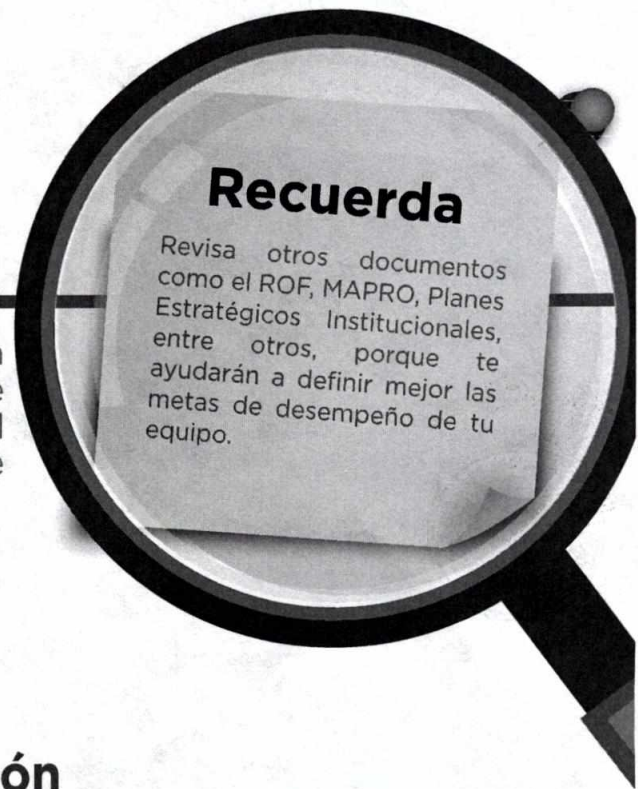 Recuerda
Revisa otros documentos
como el ROF, MAPRO, Planes
Estratégicos Institucionales,
entre otros, porque te
ayudarán a definir mejor las
metas de desempeño de tu
equipo.
ón